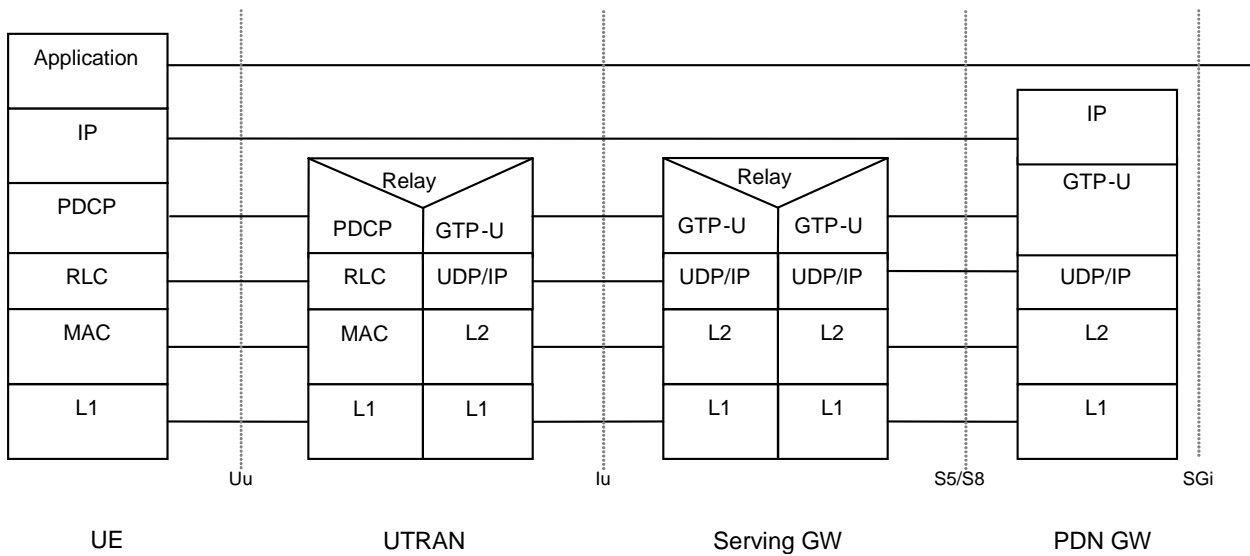 Application
IP
PDCP
RLC
MAC
L1
Relay
PDCP
GTP-U
RLC
UDP/IP
MAC
L2
L1
L1
Relay
GTP-U
GTP-U
UDP/IP
UDP/IP
L2
L2
L1
L1
IP
GTP-U
UDP/IP
L2
L1
Uu
Iu
S5/S8
SGi
UE
UTRAN
Serving GW
PDN GW